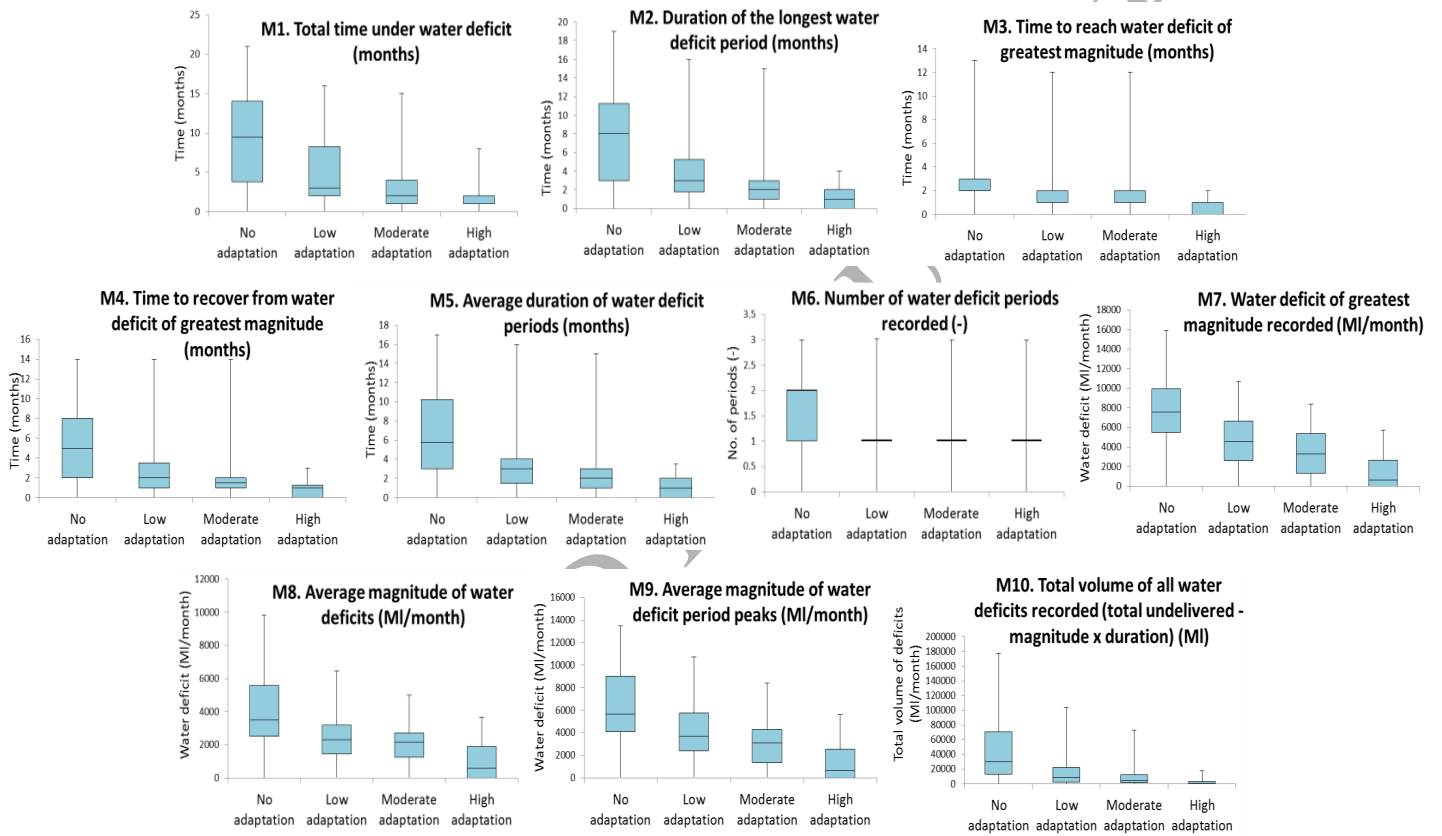 M1. Total time under water deficit
(months)
Time (months)
25
20
15
10
5
0
No
adaptation
Low
adaptation
Moderate
adaptation
High
adaptation
M2. Duration of the longest water
deficit period (months)
Time (months)
20
18
16
14
12
10
8
6
4
2
0
No
adaptation
Low
adaptation
Moderate
adaptation
High
adaptation
M3. Time to reach water deficit of
greatest magnitude (months)
Time (months)
14
12
10
8
6
4
2
0
No
adaptation
Low
adaptation
Moderate
adaptation
High
adaptation
M4. Time to recover from water
deficit of greatest magnitude
(months)
Time (months)
16
14
12
10
8
6
4
2
0
No
adaptation
Low
adaptation
Moderate
adaptation
High
adaptation
M5. Average duration of water deficit
periods (months)
Time (months)
18
16
14
12
10
8
6
4
2
0
No
adaptation
Low
adaptation
Moderate
adaptation
High
adaptation
M6. Number of water deficit periods
recorded (-)
No. of periods (-)
3.5
3
2.5
2
1.5
1
0.5
0
No
adaptation
Low
adaptation
Moderate
adaptation
High
adaptation
M7. Water deficit of greatest
magnitude recorded (Ml/month)
Water deficit (Ml/month)
18000
16000
14000
12000
10000
8000
6000
4000
2000
0
No
adaptation
Low
adaptation
Moderate
adaptation
High
adaptation
M8. Average magnitude of water
deficits (Ml/month)
Water deficit (Ml/month)
12000
10000
8000
6000
4000
2000
0
No
adaptation
Low
adaptation
Moderate
adaptation
High
adaptation
M9. Average magnitude of water
deficit period peaks (Ml/month)
Water deficit (Ml/month)
16000
14000
12000
10000
8000
6000
4000
2000
0
No
adaptation
Low
adaptation
Moderate
adaptation
High
adaptation
M10. Total volume of all water
deficits recorded (total undelivered -
magnitude x duration) (Ml)
Total volume of deficits
(Ml/month)
200000
180000
160000
140000
120000
100000
80000
60000
40000
20000
0
No
adaptation
Low
adaptation
Moderate
adaptation
High
adaptation